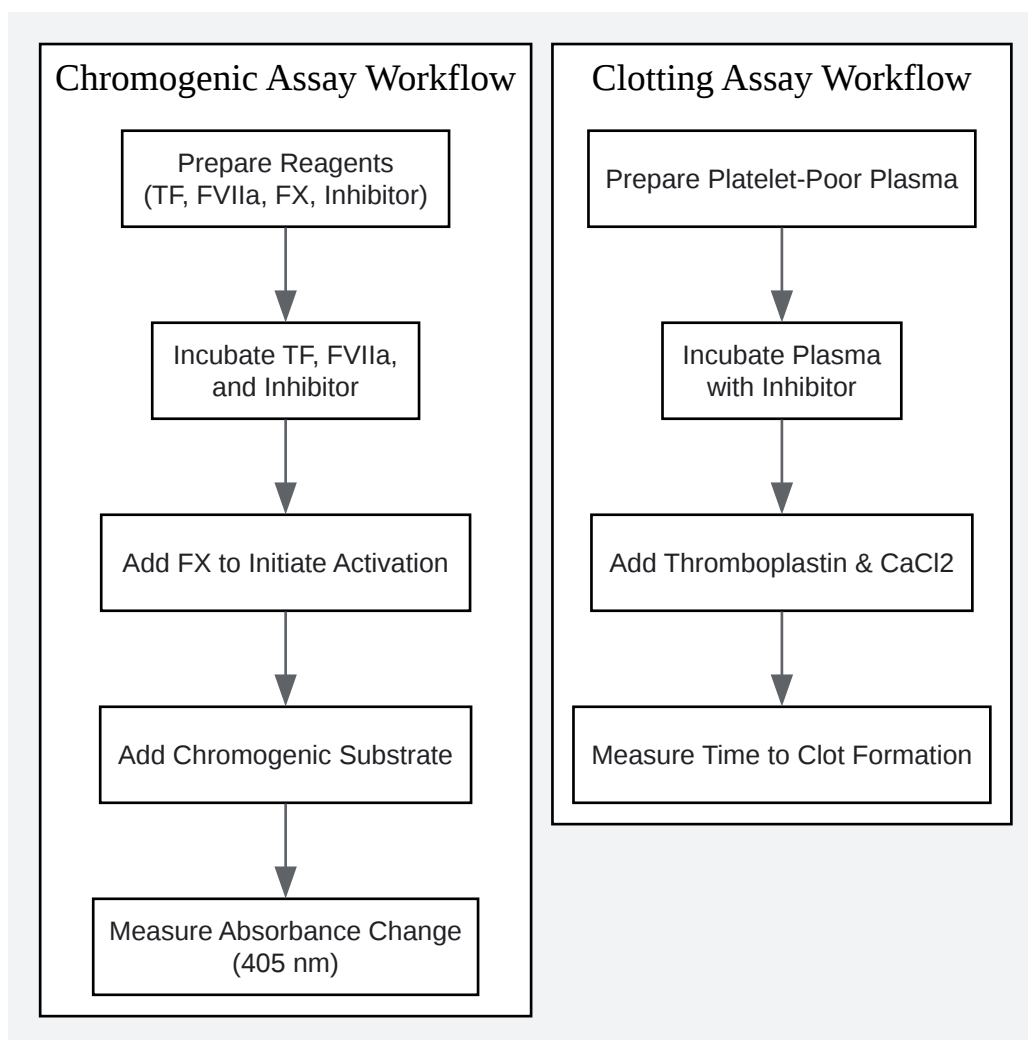 Chromogenic Assay Workflow
Prepare Reagents
(TF, FVIIa, FX, Inhibitor)
Incubate TF, FVIIa,
and Inhibitor
Add FX to Initiate Activation
Add Chromogenic Substrate
Measure Absorbance Change
(405 nm)
Clotting Assay Workflow
Prepare Platelet-Poor Plasma
Incubate Plasma
with Inhibitor
Add Thromboplastin & CaCl2
Measure Time to Clot Formation